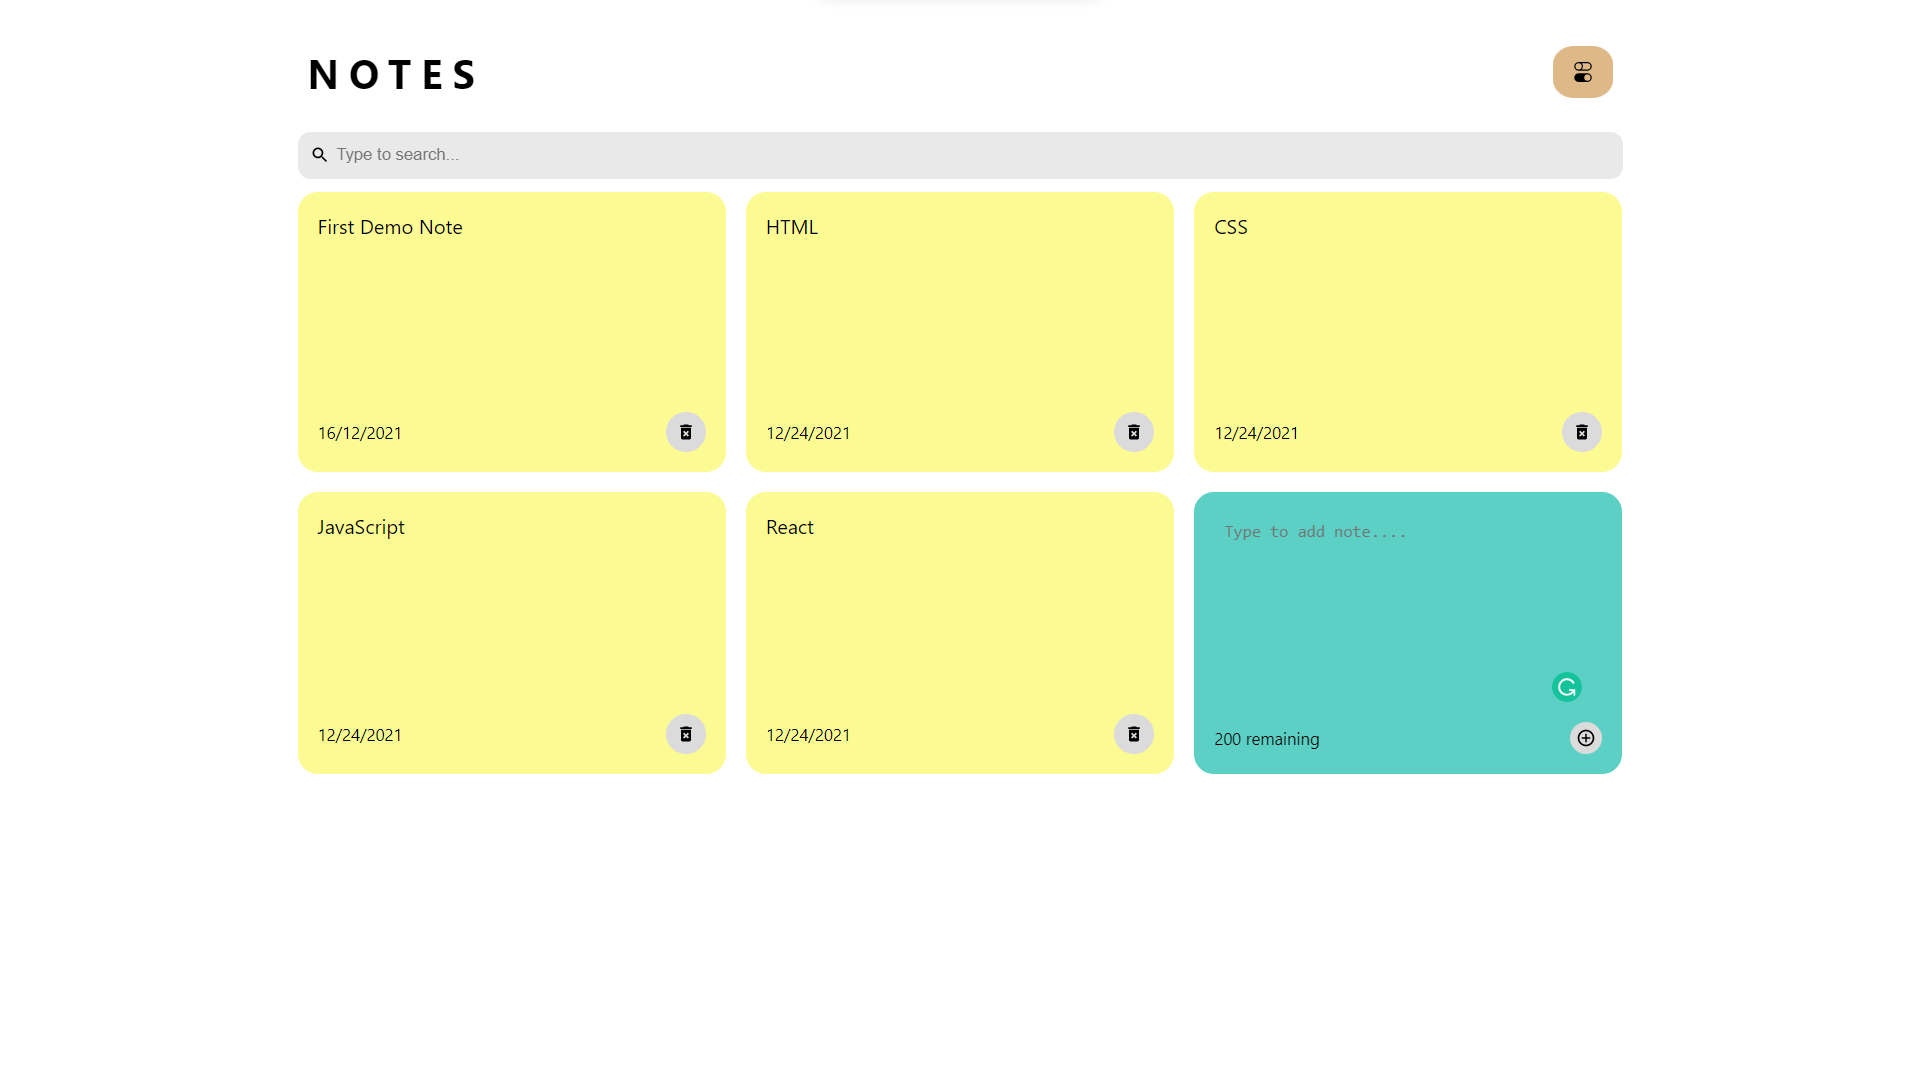 NOTES
Type to search...
First Demo Note
HTML
CSS
16/12/2021
12/24/2021
12/24/2021
JavaScript
React
Type to add note....
12/24/2021
12/24/2021
200 remaining